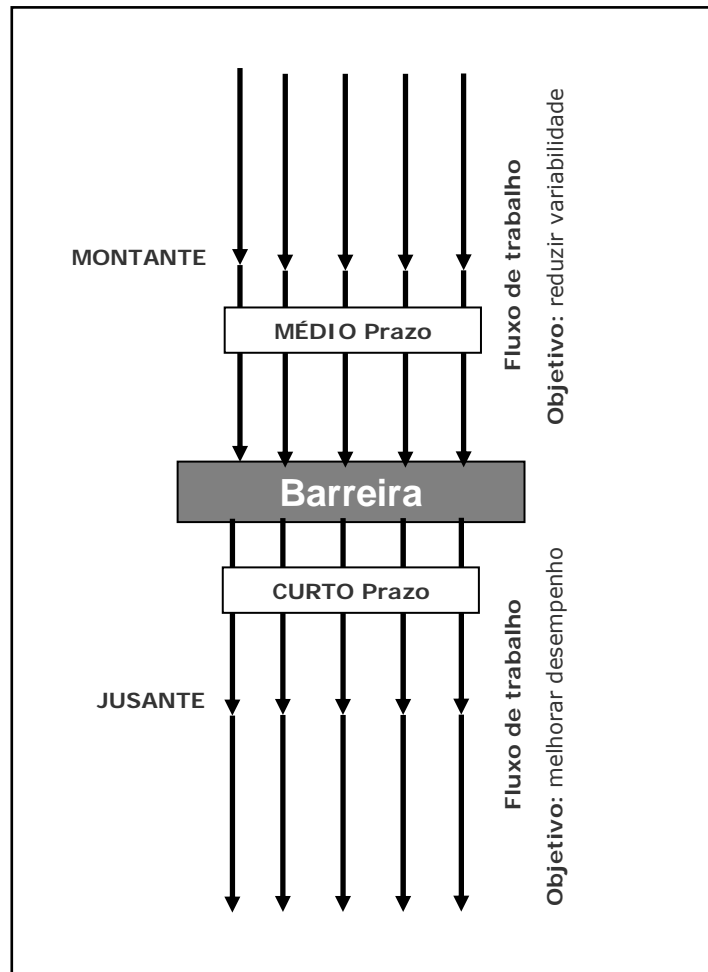 MONTANTE
MÉDIO Prazo
Fluxo de trabalho
Objetivo: reduzir variabilidade
Barreira
CURTO Prazo
JUSANTE
Fluxo de trabalho
Objetivo: melhorar desempenho